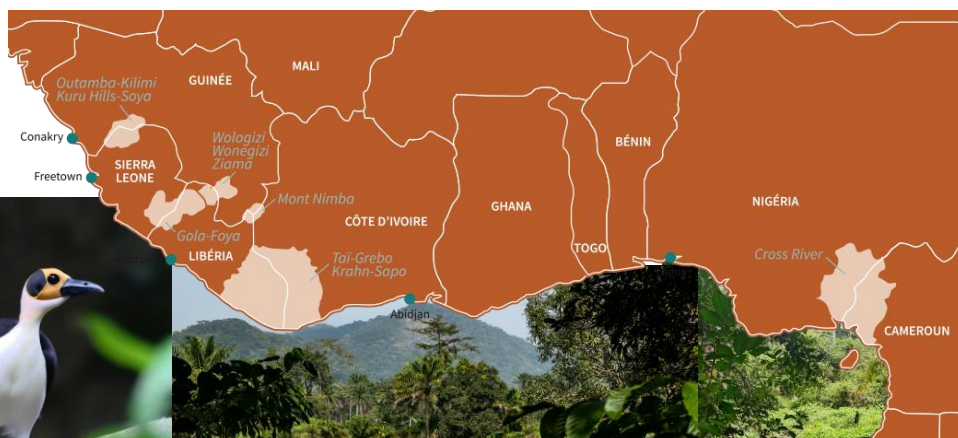 MALI
GUINÉE
Outamba-Kilimi
Kuru Hills-Soya
Conakry
Wologizi
Wonegizi
Ziama
BÉNIN
SIERRA
LEONE
Freetown
Mont Nimba
NIGÉRIA
GHANA
CÔTE D'IVOIRE
Gola-Foya
TOGO
LIBÉRIA
Taï-Grebo
Krahn-Sapo
Cross River
Abidjan
CAMEROUN